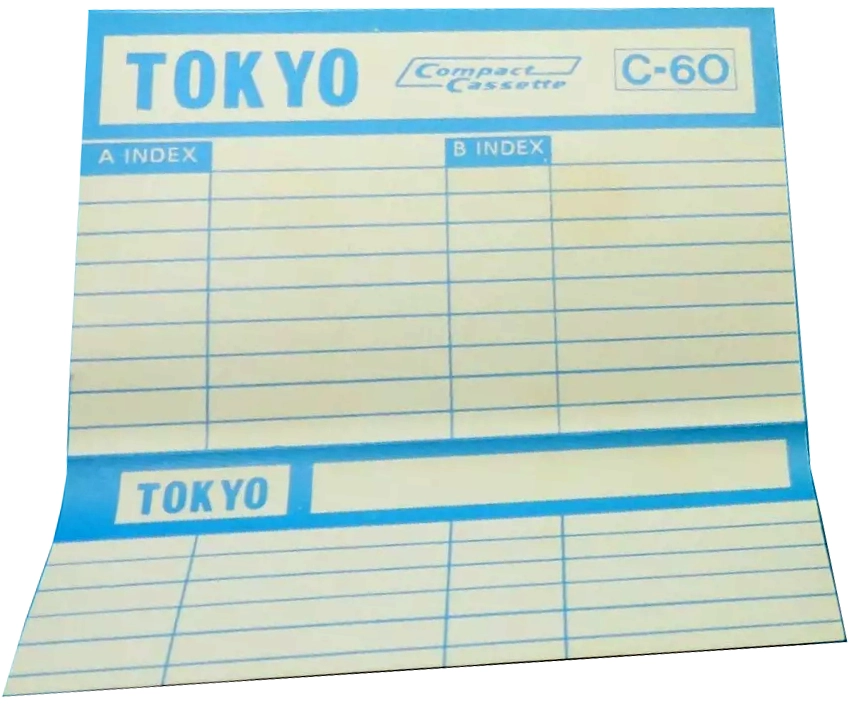 TOKYO Compact Cassette C-60
A INDEX B INDEX
TOKYO